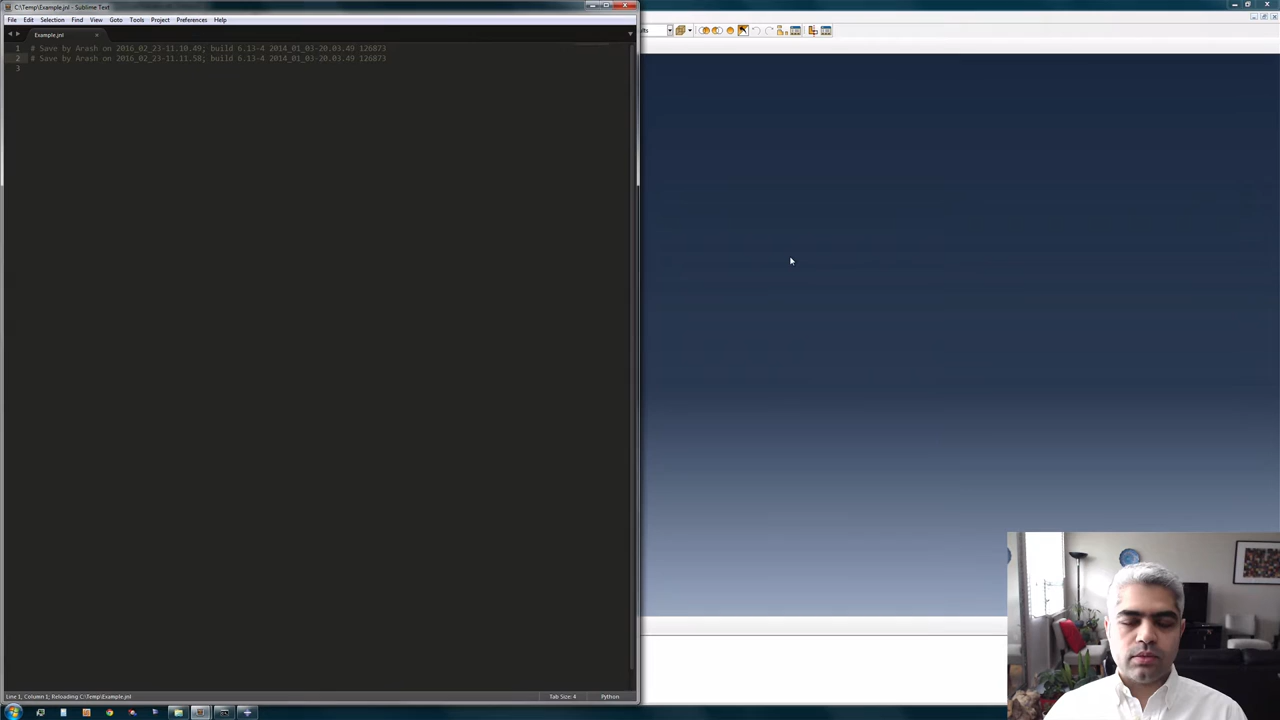 C:\Temp\Example.jnl - Sublime Text
File Edit Selection Find View Goto Tools Project Preferences Help
Example.jnl
1 # Save by Arash on 2016_02_23-11.10.49; build 6.13-4 2014_01_03-20.03.49 126873
2 # Save by Arash on 2016_02_23-11.11.58; build 6.13-4 2014_01_03-20.03.49 126873
3
Line 1, Column 1; Reloading C:\Temp\Example.jnl
Tab Size: 4
Python